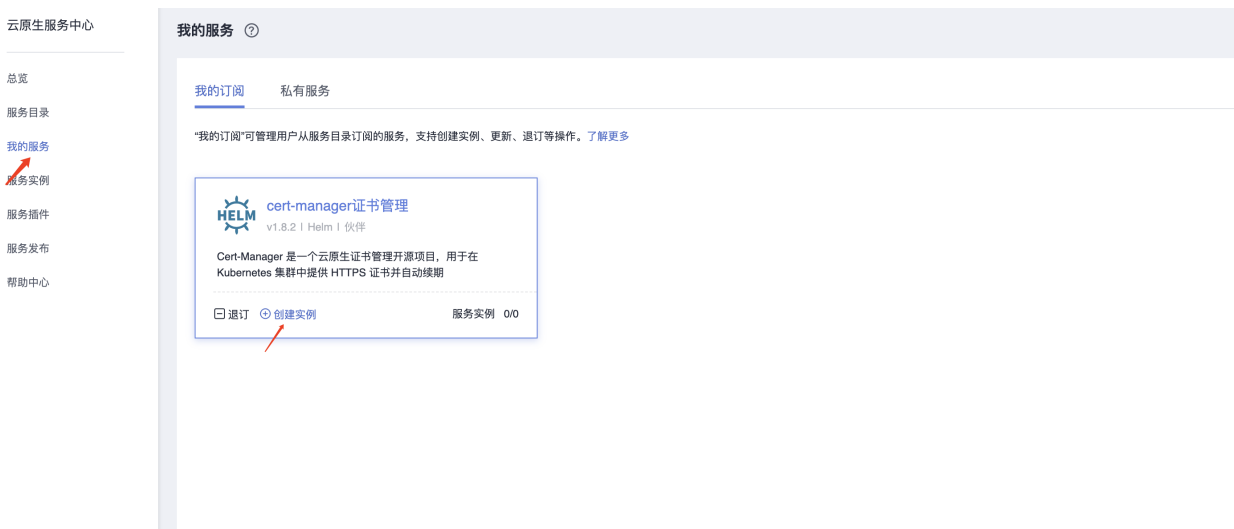 云原生服务中心
总览
服务目录
我的服务
服务实例
服务插件
服务发布
帮助中心
我的服务 ?
我的订阅 私有服务
“我的订阅”可管理用户从服务目录订阅的服务，支持创建实例、更新、退订等操作。了解更多
HELM
cert-manager证书管理
v1.8.2 | Helm | 伙伴
Cert-Manager 是一个云原生证书管理开源项目，用于在
Kubernetes 集群中提供 HTTPS 证书并自动续期
退订 创建实例 服务实例 0/0